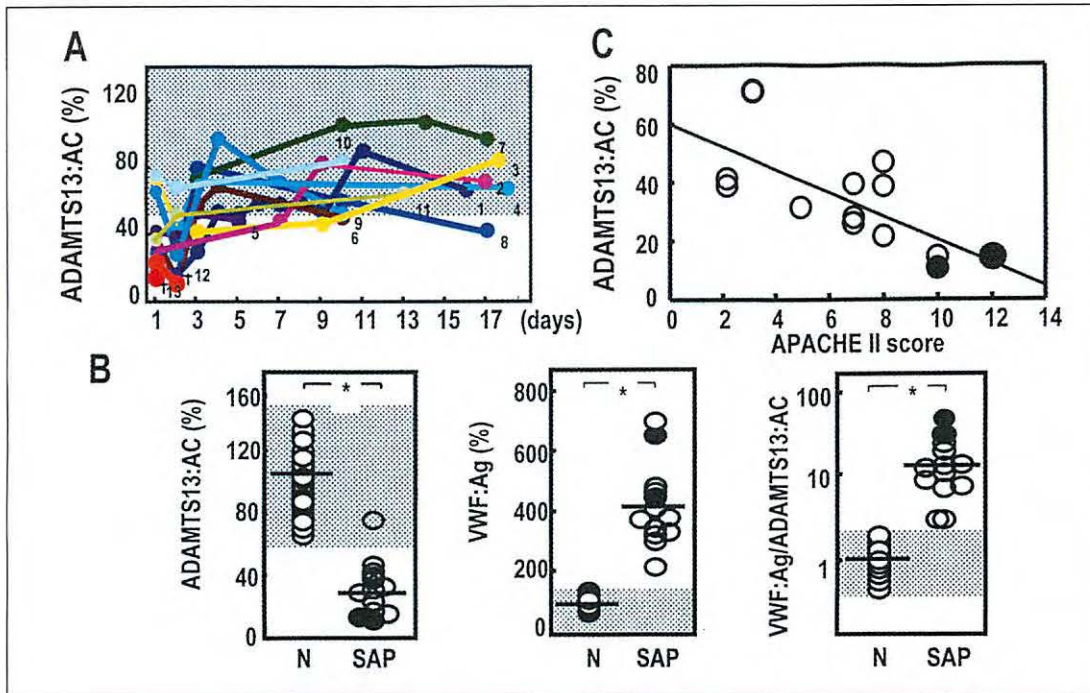 A
ADAMTS13:AC (%)
120
80
40
0
10
7
3
2
9
11
1
4
5
6
8
†12
†13
1 3 5 7 9 11 13 15 17 (days)
C
ADAMTS13:AC (%)
80
60
40
20
0
0 2 4 6 8 10 12 14
APACHE II score
B
ADAMTS13:AC (%)
160
120
80
40
0
*
N SAP
VWF:Ag (%)
800
600
400
200
0
*
N SAP
VWF:Ag/ADAMTS13:AC
100
10
1
*
N SAP